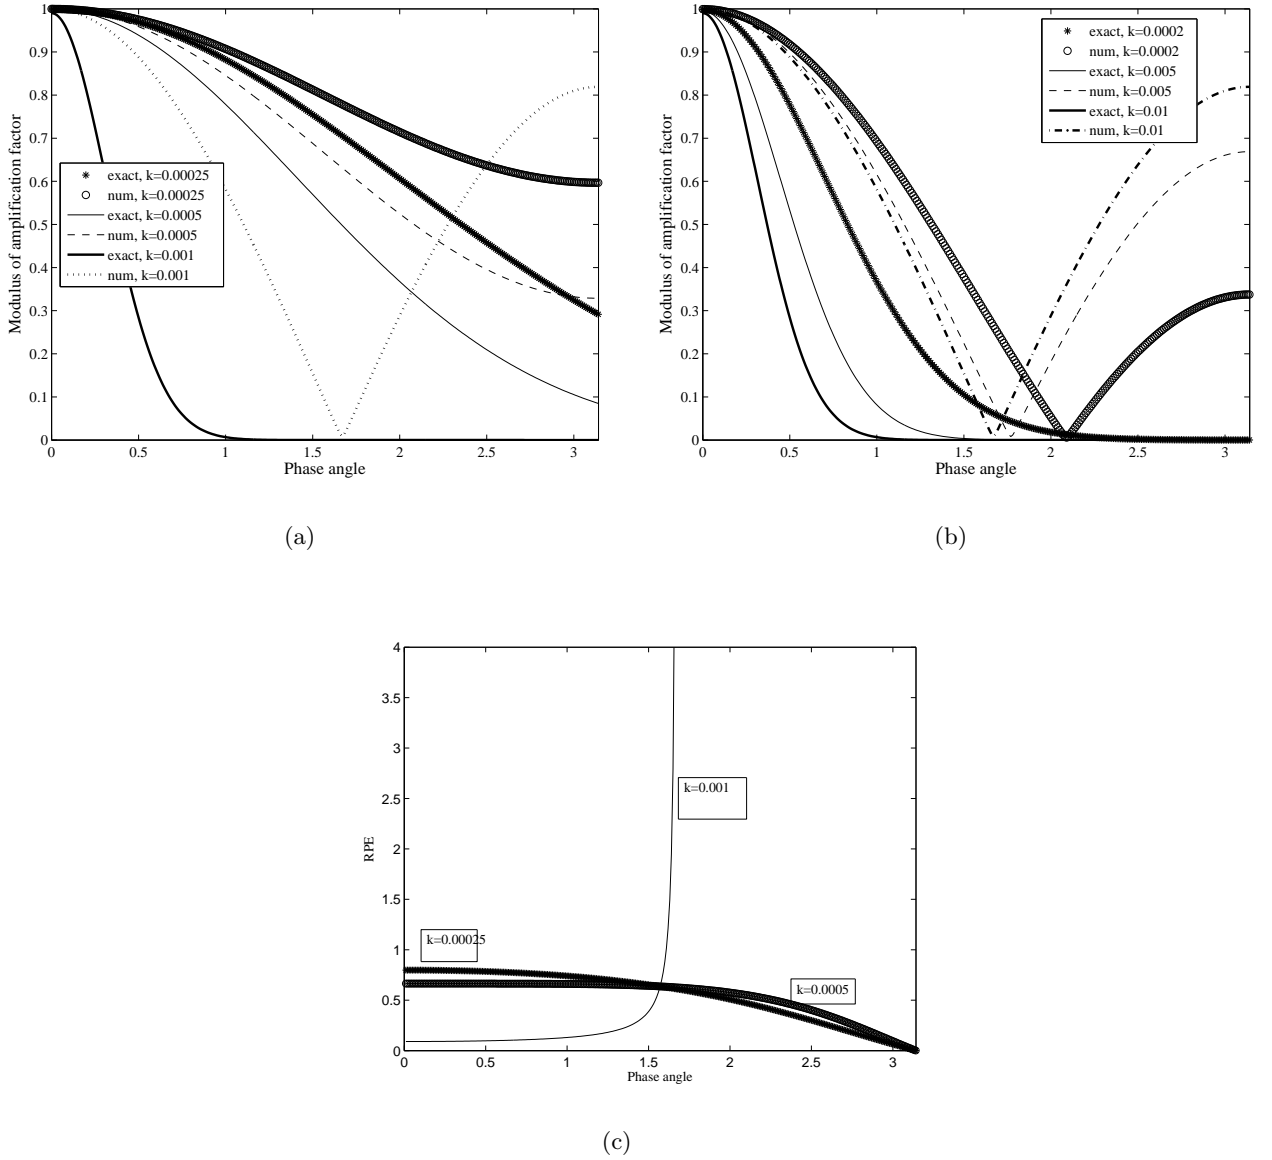 1
0.9
0.8
0.7
0.6
0.5
0.4
0.3
0.2
0.1
0
Modulus of amplification factor
exact, k=0.00025
num, k=0.00025
exact, k=0.0005
num, k=0.0005
exact, k=0.001
num, k=0.001
0 0.5 1 1.5 2 2.5 3
Phase angle
(a)
1
0.9
0.8
0.7
0.6
0.5
0.4
0.3
0.2
0.1
0
Modulus of amplification factor
exact, k=0.0002
num, k=0.0002
exact, k=0.005
num, k=0.005
exact, k=0.01
num, k=0.01
0 0.5 1 1.5 2 2.5 3
Phase angle
(b)
4
3.5
3
2.5
2
1.5
1
0.5
0
RPE
k=0.001
k=0.00025
k=0.0005
0 0.5 1 1.5 2 2.5 3
Phase angle
(c)